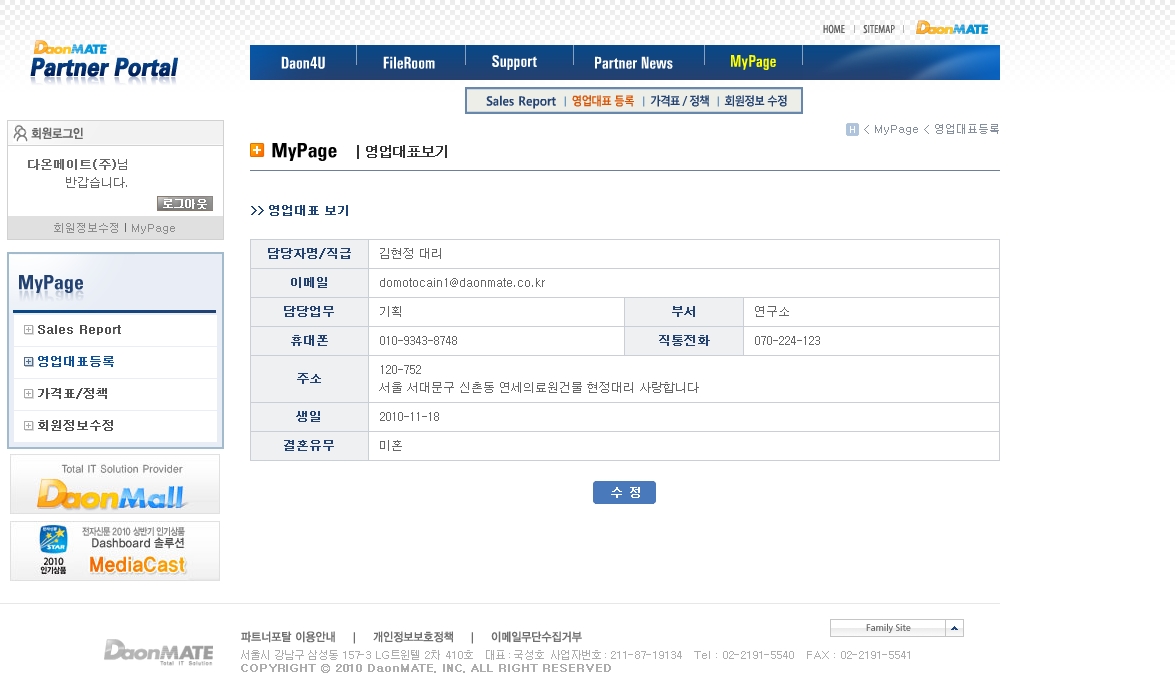 HOME | SITEMAP | DaonMATE
DaonMATE
Partner Portal
Daon4U FileRoom Support Partner News MyPage
Sales Report | 영업대표 등록 | 가격표 / 정책 | 회원정보 수정
회원로그인
다온메이트(주)님
반갑습니다.
로그아웃
회원정보수정 | MyPage
MyPage
Sales Report
영업대표등록
가격표/정책
회원정보수정
Total IT Solution Provider
DaonMall
전자신문
STAR
2010
인기상품
전자신문 2010 상반기 인기상품
Dashboard 솔루션
MediaCast
H < MyPage < 영업대표등록
MyPage | 영업대표보기
>> 영업대표 보기
담당자명/직급 김현정 대리
이메일 domotocain1@daonmate.co.kr
담당업무 기획 부서 연구소
휴대폰 010-9343-8748 직통전화 070-224-123
주소 120-752
서울 서대문구 신촌동 연세의료원건물 현정대리 사랑합니다
생일 2010-11-18
결혼유무 미혼
수 정
DaonMATE
Total IT Solution
파트너포탈 이용안내 | 개인정보보호정책 | 이메일무단수집거부
Family Site
서울시 강남구 삼성동 157-3 LG트윈텔 2차 410호 대표 : 국성호 사업자번호 : 211-87-19134 Tel : 02-2191-5540 FAX : 02-2191-5541
COPYRIGHT © 2010 DaonMATE, INC, ALL RIGHT RESERVED